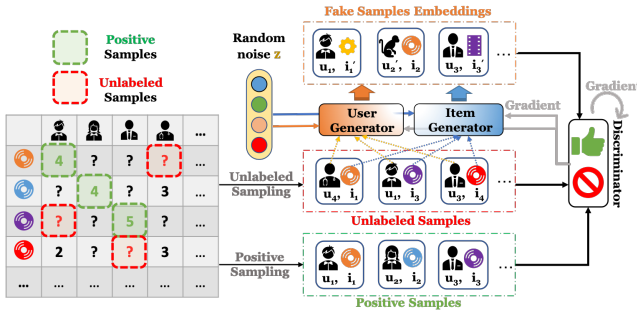 Fake Samples Embeddings
Positive
Samples
Unlabeled
Samples
Random
noise z
u₁, i₁′
u₂′, i₂
u₃, i₃′
...
Gradient
User
Generator
Item
Generator
Gradient
Discriminator
...
4 ? ? ? ...
? 4 ? 3 ...
? ? 5 ? ...
2 ? ? 3 ...
... ... ... ... ...
Unlabeled
Sampling
u₄, i₁
u₁, i₃
u₃, i₄
...
Unlabeled Samples
Positive
Sampling
u₁, i₁
u₂, i₂
u₃, i₃
...
Positive Samples